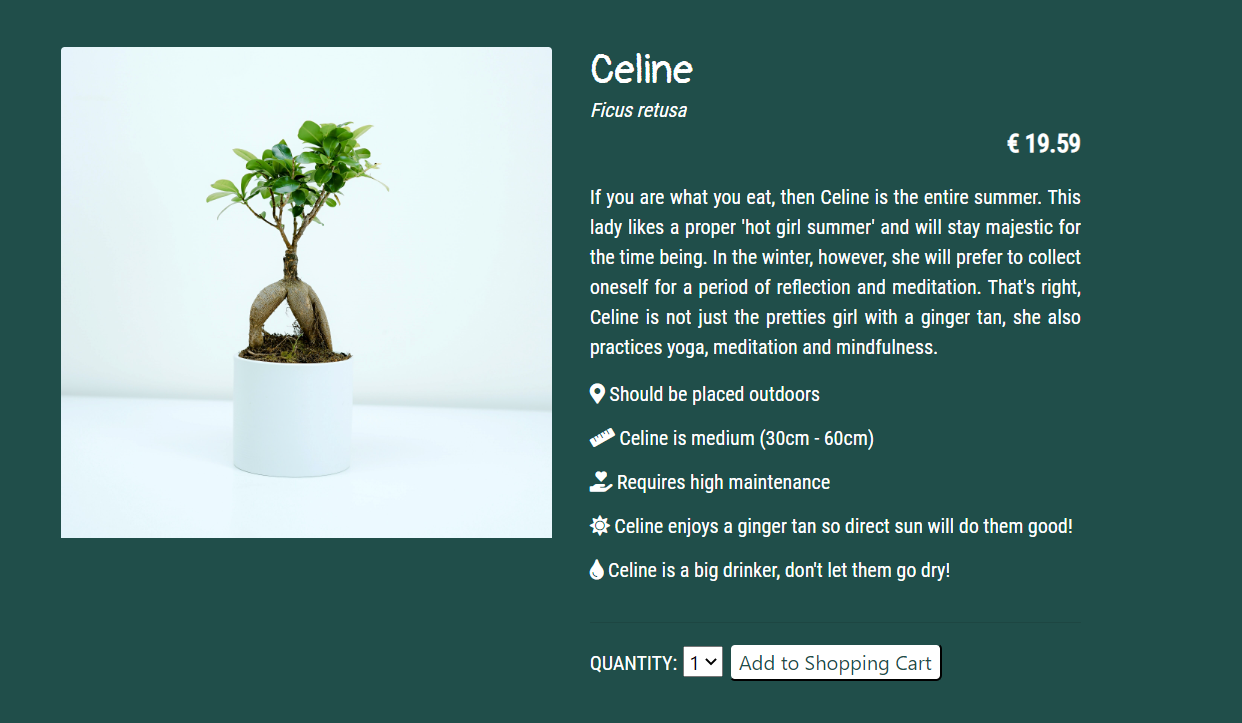 Celine
Ficus retusa
€ 19.59
If you are what you eat, then Celine is the entire summer. This
lady likes a proper 'hot girl summer' and will stay majestic for
the time being. In the winter, however, she will prefer to collect
oneself for a period of reflection and meditation. That's right,
Celine is not just the pretties girl with a ginger tan, she also
practices yoga, meditation and mindfulness.
Should be placed outdoors
Celine is medium (30cm - 60cm)
Requires high maintenance
Celine enjoys a ginger tan so direct sun will do them good!
Celine is a big drinker, don't let them go dry!
QUANTITY: 1 Add to Shopping Cart